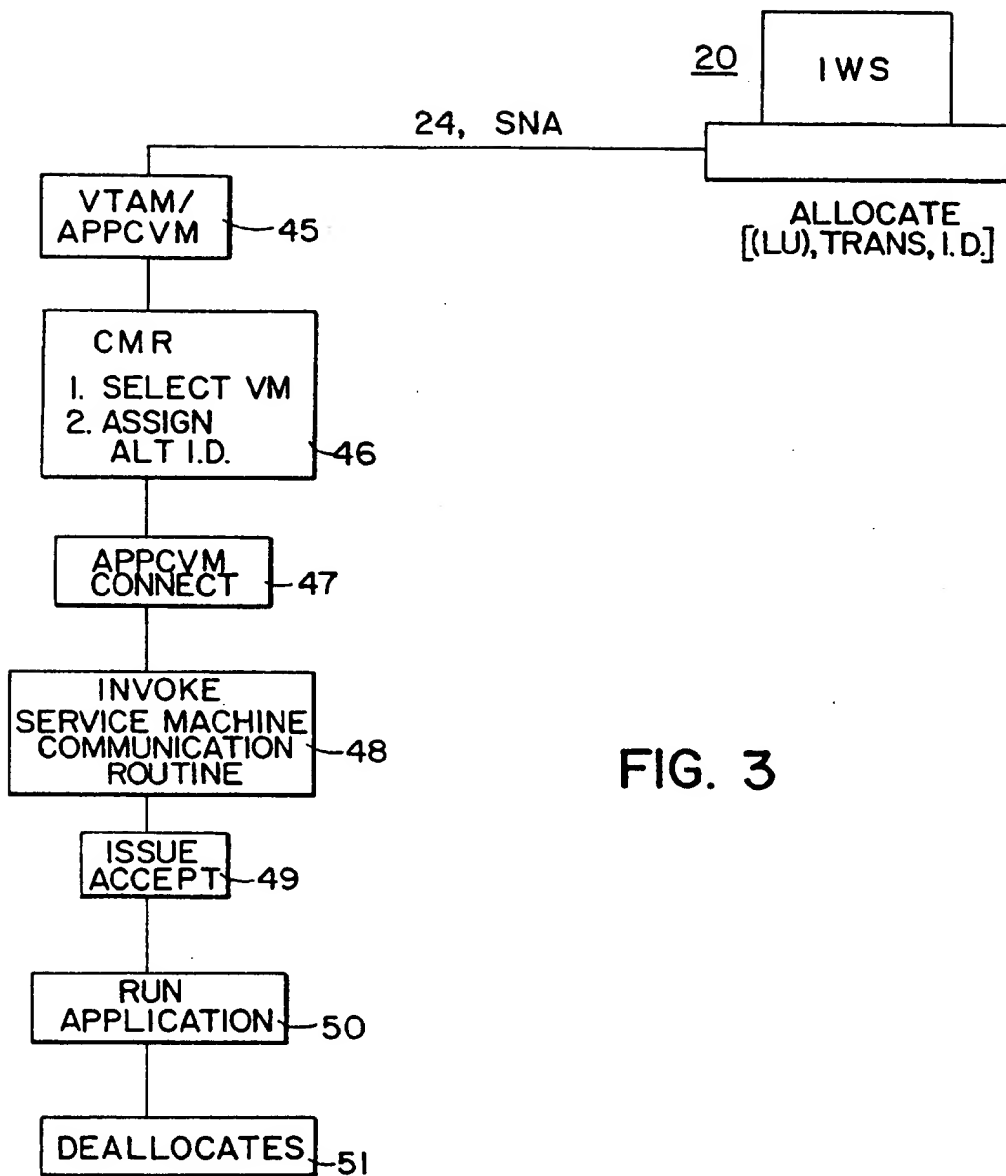 20
IWS
24, SNA
ALLOCATE
[(LU), TRANS, I.D.]
VTAM/
APPCVM
45
CMR
1. SELECT VM
2. ASSIGN
ALT I.D.
46
APPCVM
CONNECT
47
INVOKE
SERVICE MACHINE
COMMUNICATION
ROUTINE
48
FIG. 3
ISSUE
ACCEPT
49
RUN
APPLICATION
50
DEALLOCATES
51